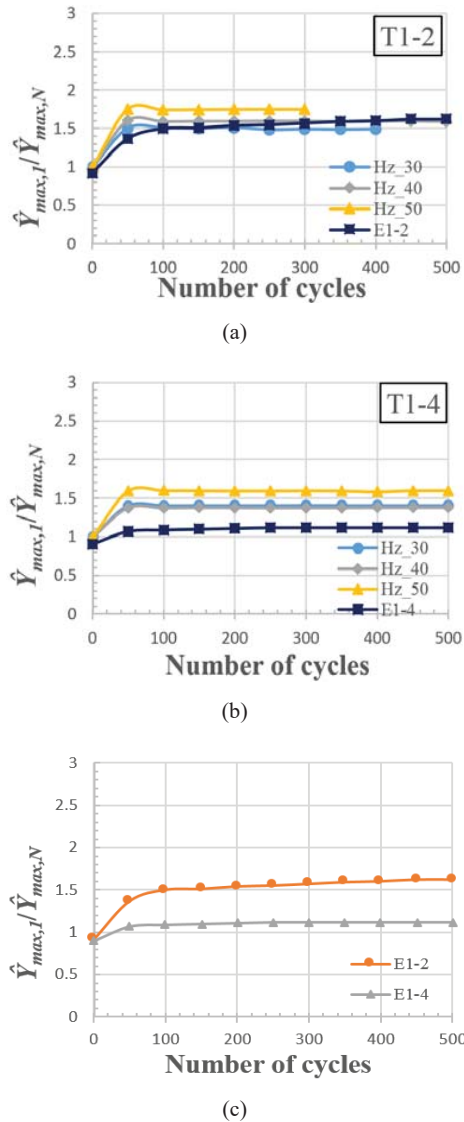 3
T1-2
2.5
2
1.5
1
0.5
0
Ŷmax,1/Ŷmax,N
Hz_30
Hz_40
Hz_50
E1-2
0 100 200 300 400 500
Number of cycles
(a)
3
T1-4
2.5
2
1.5
1
0.5
0
Ŷmax,1/Ŷmax,N
Hz_30
Hz_40
Hz_50
E1-4
0 100 200 300 400 500
Number of cycles
(b)
3
2.5
2
1.5
1
0.5
0
Ŷmax,1/Ŷmax,N
E1-2
E1-4
0 100 200 300 400 500
Number of cycles
(c)